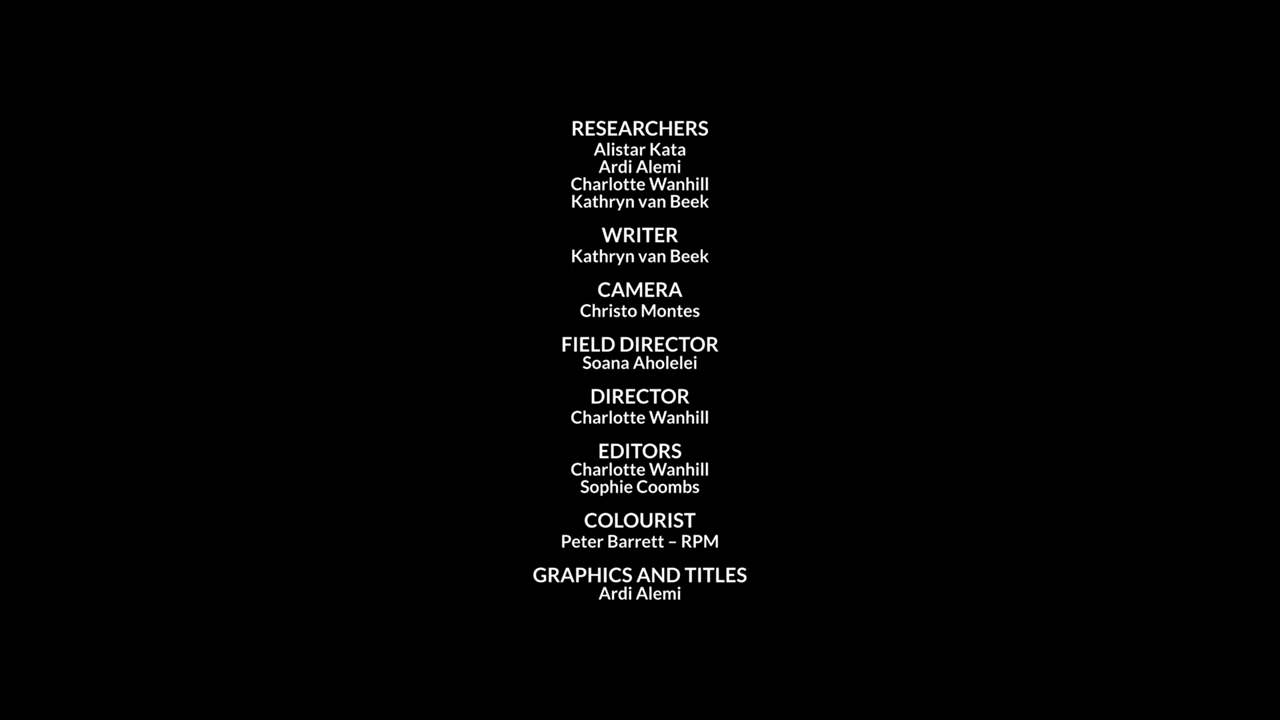 RESEARCHERS
Alistar Kata
Ardi Alemi
Charlotte Wanhill
Kathryn van Beek
WRITER
Kathryn van Beek
CAMERA
Christo Montes
FIELD DIRECTOR
Soana Aholelei
DIRECTOR
Charlotte Wanhill
EDITORS
Charlotte Wanhill
Sophie Coombs
COLOURIST
Peter Barrett – RPM
GRAPHICS AND TITLES
Ardi Alemi